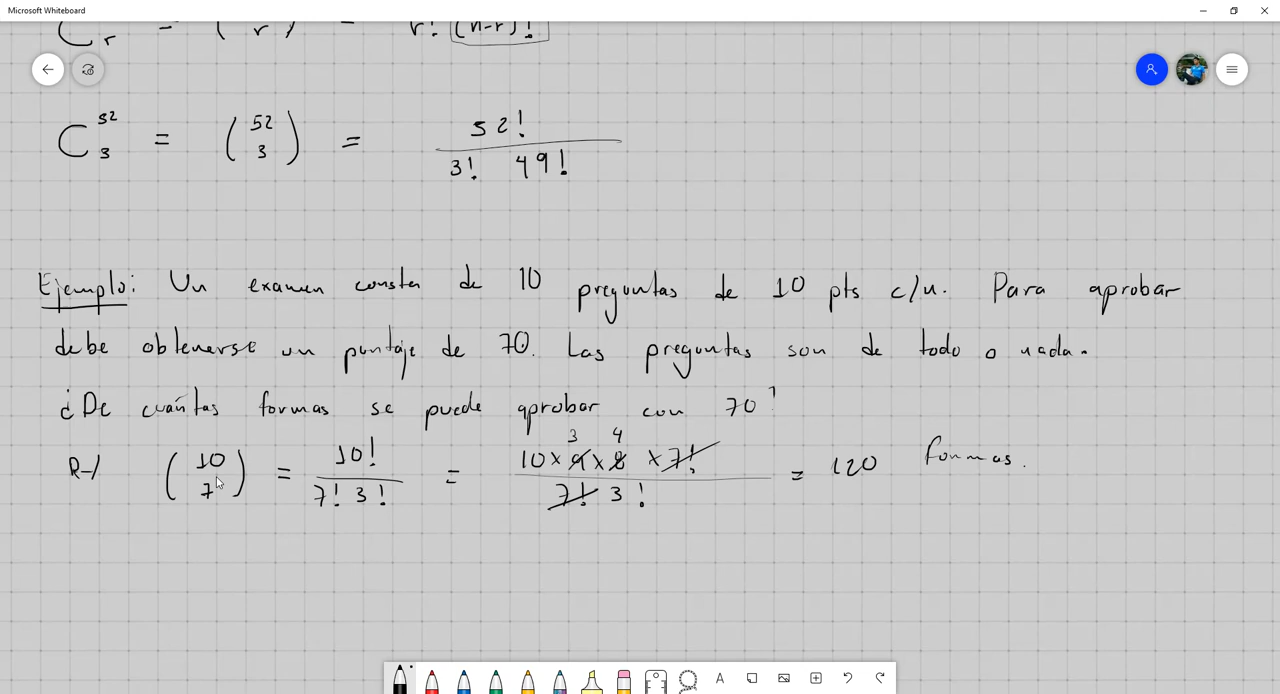 Microsoft Whiteboard
C r = ( r ) = r! (n-r)!
C 52 3 = ( 52 3 ) = 52! / 3! 49!
Ejemplo: Un examen consta de 10 preguntas de 10 pts c/u. Para aprobar
debe obtenerse un puntaje de 70. Las preguntas son de todo o nada.
¿De cuántas formas se puede aprobar con 70?
R-/ ( 10 7 ) = 10! / 7! 3! = 10 x 9 x 8 x 7! / 7! 3! = 120 formas.
3 4
A